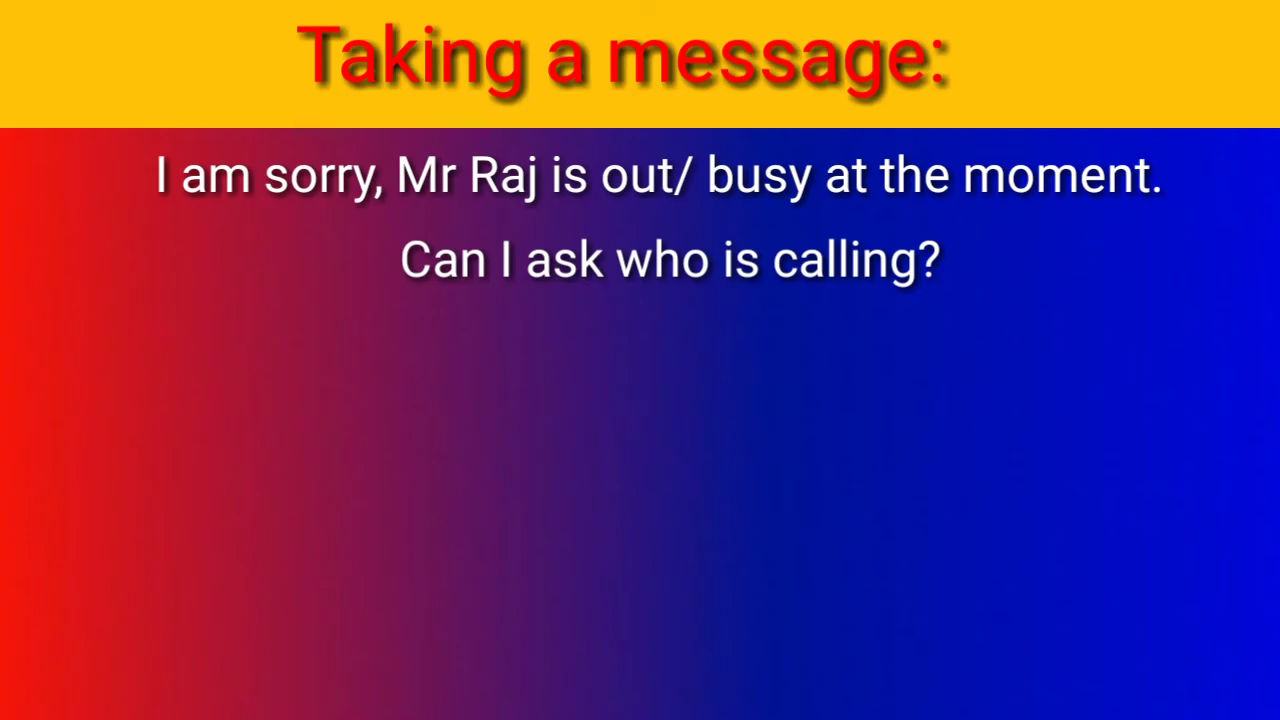 Taking a message:
I am sorry, Mr Raj is out/ busy at the moment.
Can I ask who is calling?